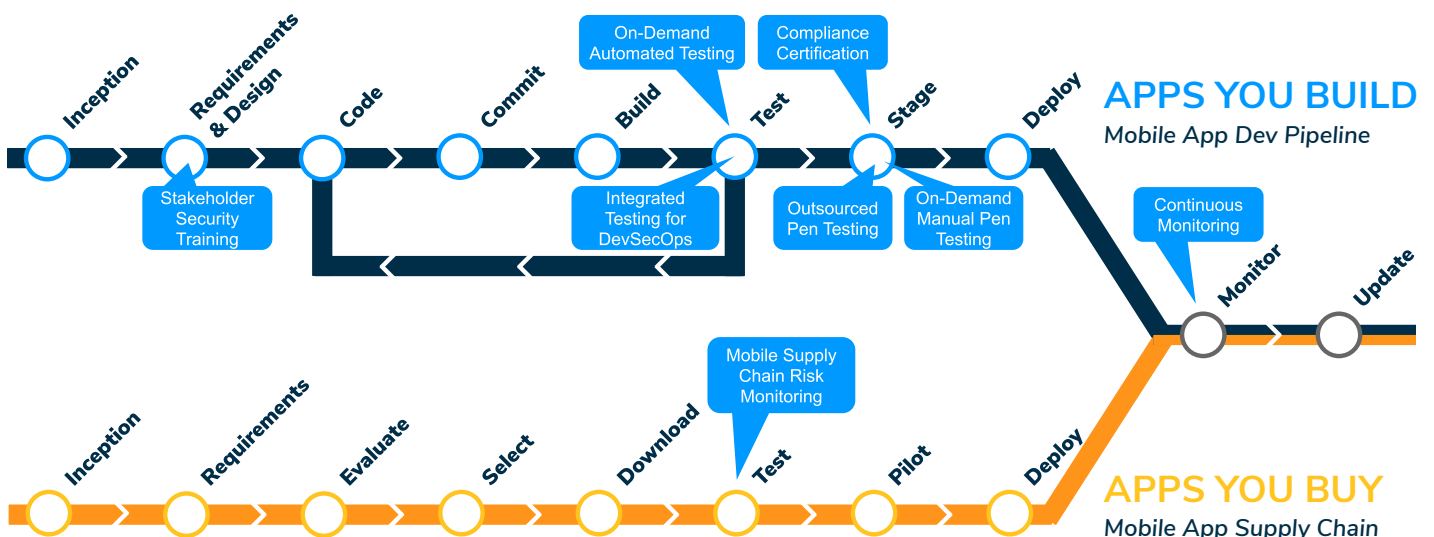 On-Demand
Automated Testing
Compliance
Certification
Inception
Requirements
& Design
Code
Commit
Build
Test
Stage
Deploy
APPS YOU BUILD
Mobile App Dev Pipeline
Stakeholder
Security
Training
Integrated
Testing for
DevSecOps
Outsourced
Pen Testing
On-Demand
Manual Pen
Testing
Continuous
Monitoring
Monitor
Update
Mobile Supply
Chain Risk
Monitoring
Inception
Requirements
Evaluate
Select
Download
Test
Pilot
Deploy
APPS YOU BUY
Mobile App Supply Chain